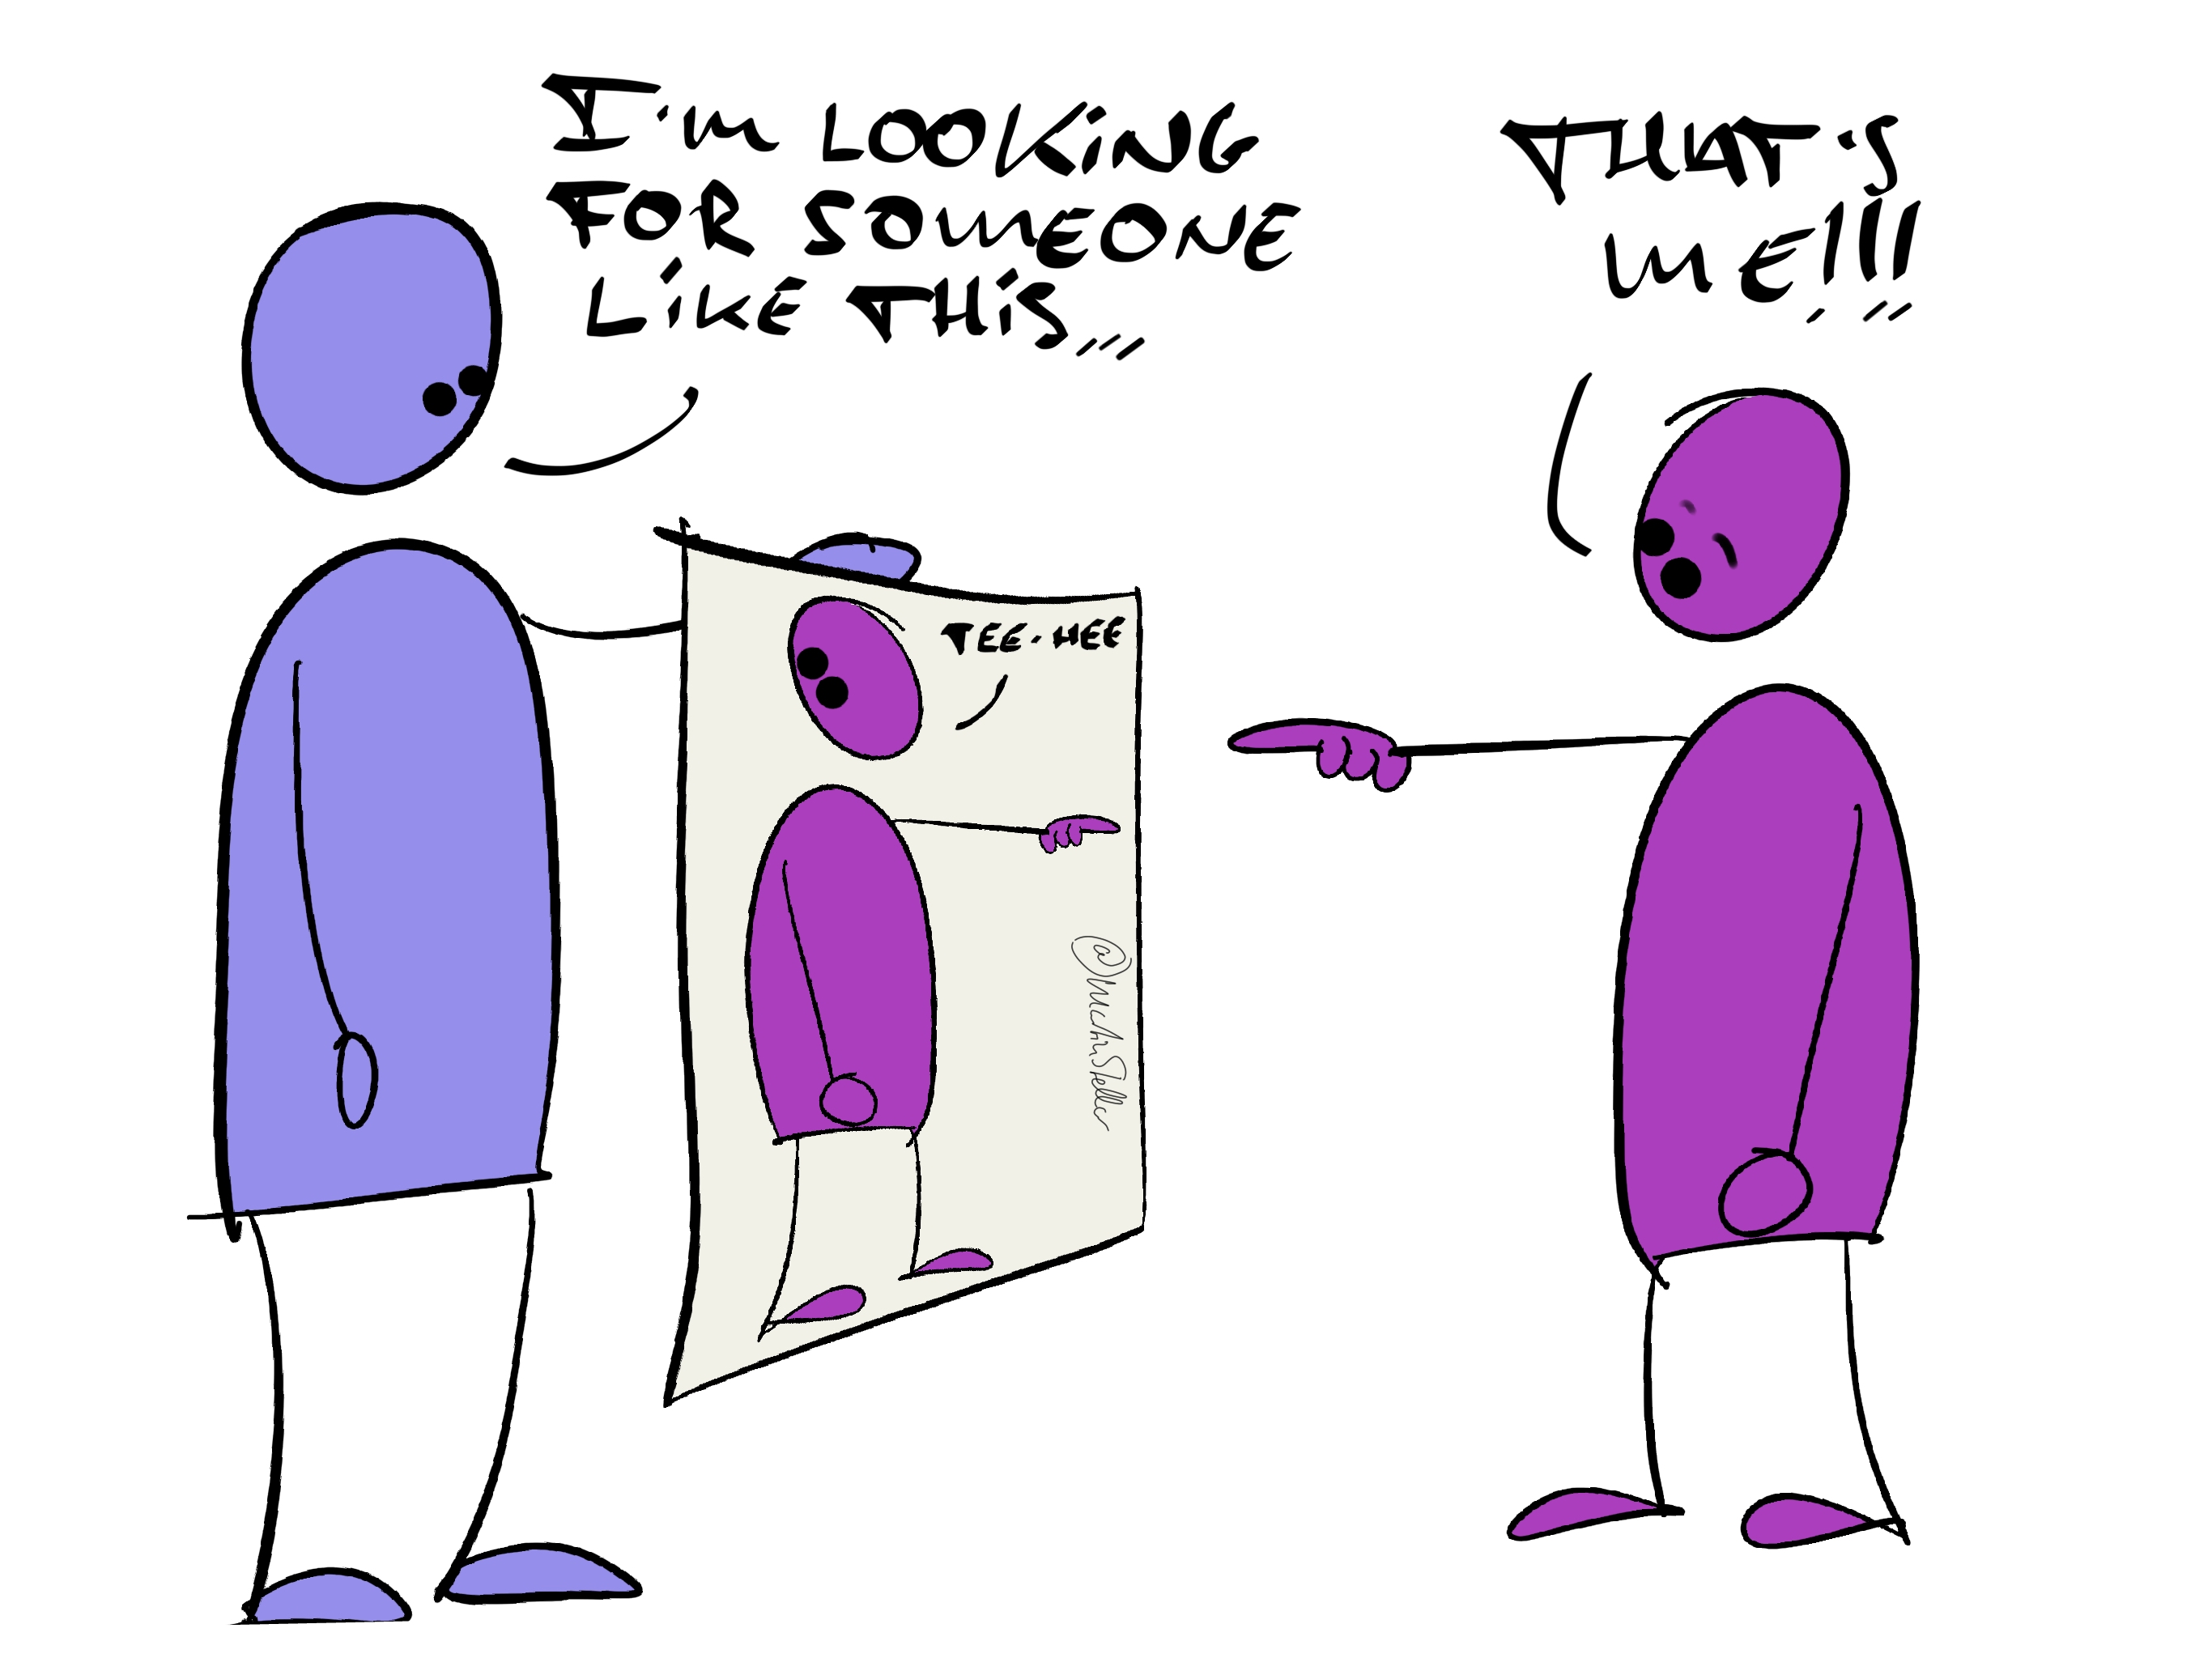 I'm LOOKING
FOR SOMEONE
LIKE THIS...
THAT'S
ME!!!
TEE-HEE